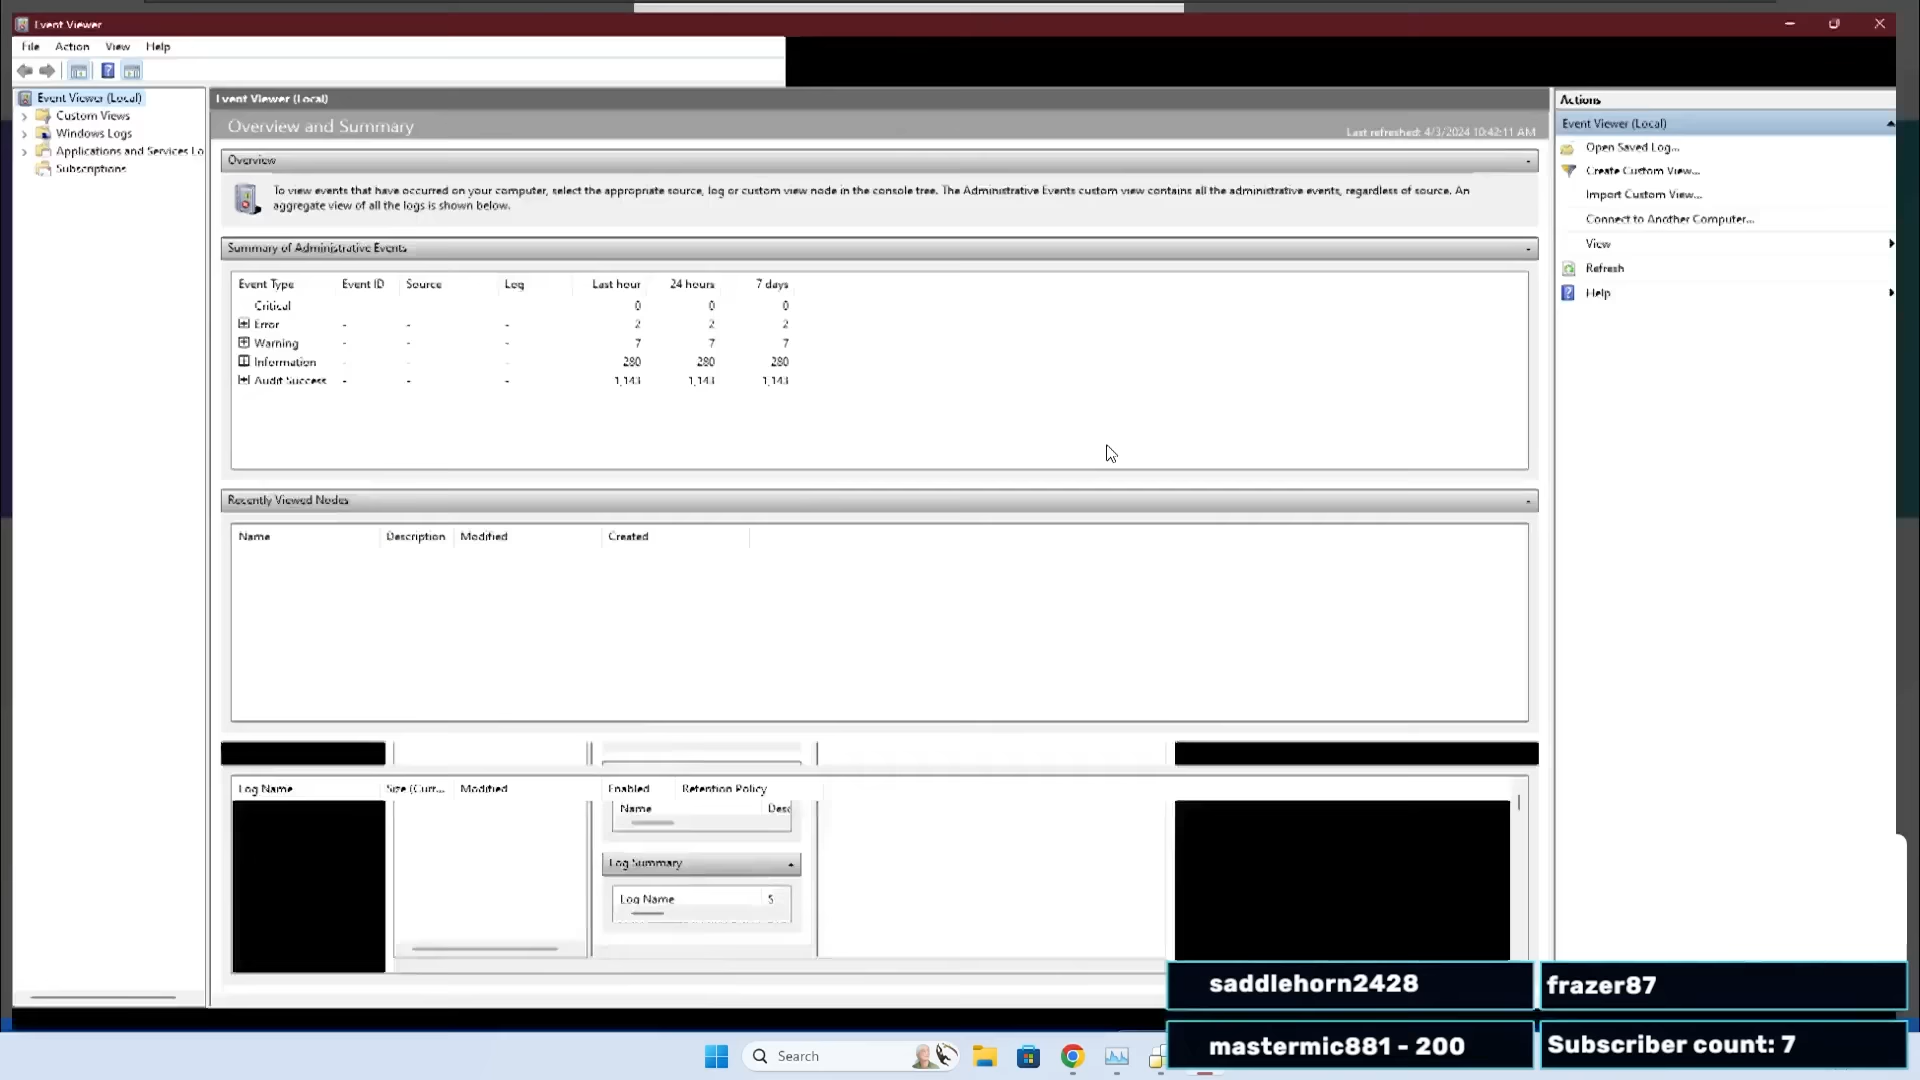 Event Viewer
File Action View Help
Event Viewer (Local)
Custom Views
Windows Logs
Applications and Services Lo
Subscriptions
Event Viewer (Local)
Overview and Summary
Last refreshed: 4/3/2024 10:42:11 AM
Overview
To view events that have occurred on your computer, select the appropriate source, log or custom view node in the console tree. The Administrative Events custom view contains all the administrative events, regardless of source. An
aggregate view of all the logs is shown below.
Summary of Administrative Events
Event Type Event ID Source Log Last hour 24 hours 7 days
Critical 0 0 0
Error - - - 2 2 2
Warning - - - 7 7 7
Information - - - 280 280 280
Audit Success - - - 1,143 1,143 1,143
Recently Viewed Nodes
Name Description Modified Created
Log Name Size (Curr... Modified Enabled Retention Policy
Name Desc
Log Summary
Log Name S
Actions
Event Viewer (Local)
Open Saved Log...
Create Custom View...
Import Custom View...
Connect to Another Computer...
View
Refresh
Help
saddlehorn2428
frazer87
mastermic881 - 200
Subscriber count: 7
Search